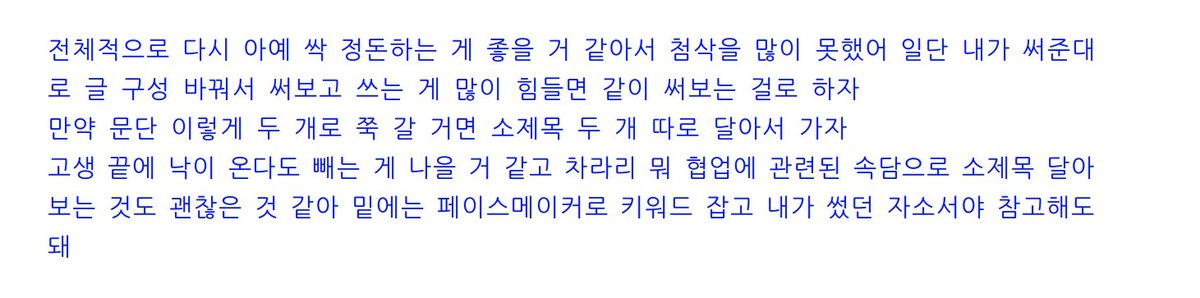 전체적으로 다시 아예 싹 정돈하는 게 좋을 거 같아서 첨삭을 많이 못했어 일단 내가 써준대
로 글 구성 바꿔서 써보고 쓰는 게 많이 힘들면 같이 써보는 걸로 하자
만약 문단 이렇게 두 개로 쭉 갈 거면 소제목 두 개 따로 달아서 가자
고생 끝에 낙이 온다도 빼는 게 나을 거 같고 차라리 뭐 협업에 관련된 속담으로 소제목 달아
보는 것도 괜찮은 것 같아 밑에는 페이스메이커로 키워드 잡고 내가 썼던 자소서야 참고해도
돼